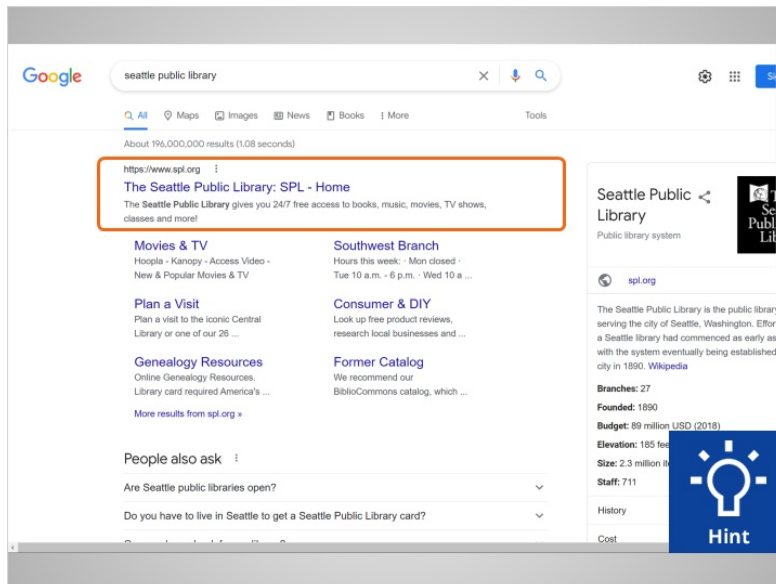 Google
seattle public library
All Maps Images News Books More Tools
About 196,000,000 results (1.08 seconds)
https://www.spl.org
The Seattle Public Library: SPL - Home
The Seattle Public Library gives you 24/7 free access to books, music, movies, TV shows,
classes and more!
Movies & TV
Hoopla - Kanopy - Access Video -
New & Popular Movies & TV
Southwest Branch
Hours this week: · Mon closed ·
Tue 10 a.m. - 6 p.m. · Wed 10 a ...
Plan a Visit
Plan a visit to the iconic Central
Library or one of our 26 ...
Consumer & DIY
Look up free product reviews,
research local businesses and ...
Genealogy Resources
Online Genealogy Resources.
Library card required America's ...
Former Catalog
We recommend our
BiblioCommons catalog, which ...
More results from spl.org »
People also ask
Are Seattle public libraries open?
Do you have to live in Seattle to get a Seattle Public Library card?
Seattle Public
Library
Public library system
spl.org
The Seattle Public Library is the public library
serving the city of Seattle, Washington.
a Seattle library had commenced as early as
with the system eventually being established
city in 1890. Wikipedia
Branches: 27
Founded: 1890
Budget: 89 million USD (2018)
Elevation: 185
Size: 2.3 million
Staff: 711
History
Cost
Hint